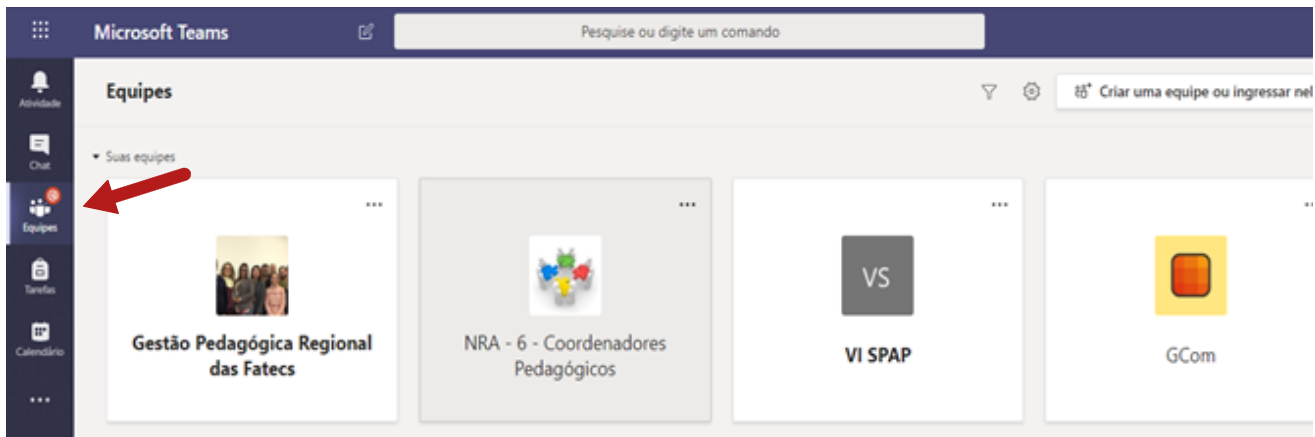 Microsoft Teams
Pesquise ou digite um comando
Atividade
Chat
Equipes
Tarefas
Calendário
Equipes
Criar uma equipe ou ingressar nel
Suas equipes
Gestão Pedagógica Regional
das Fatecs
NRA - 6 - Coordenadores
Pedagógicos
VS
VI SPAP
GCom